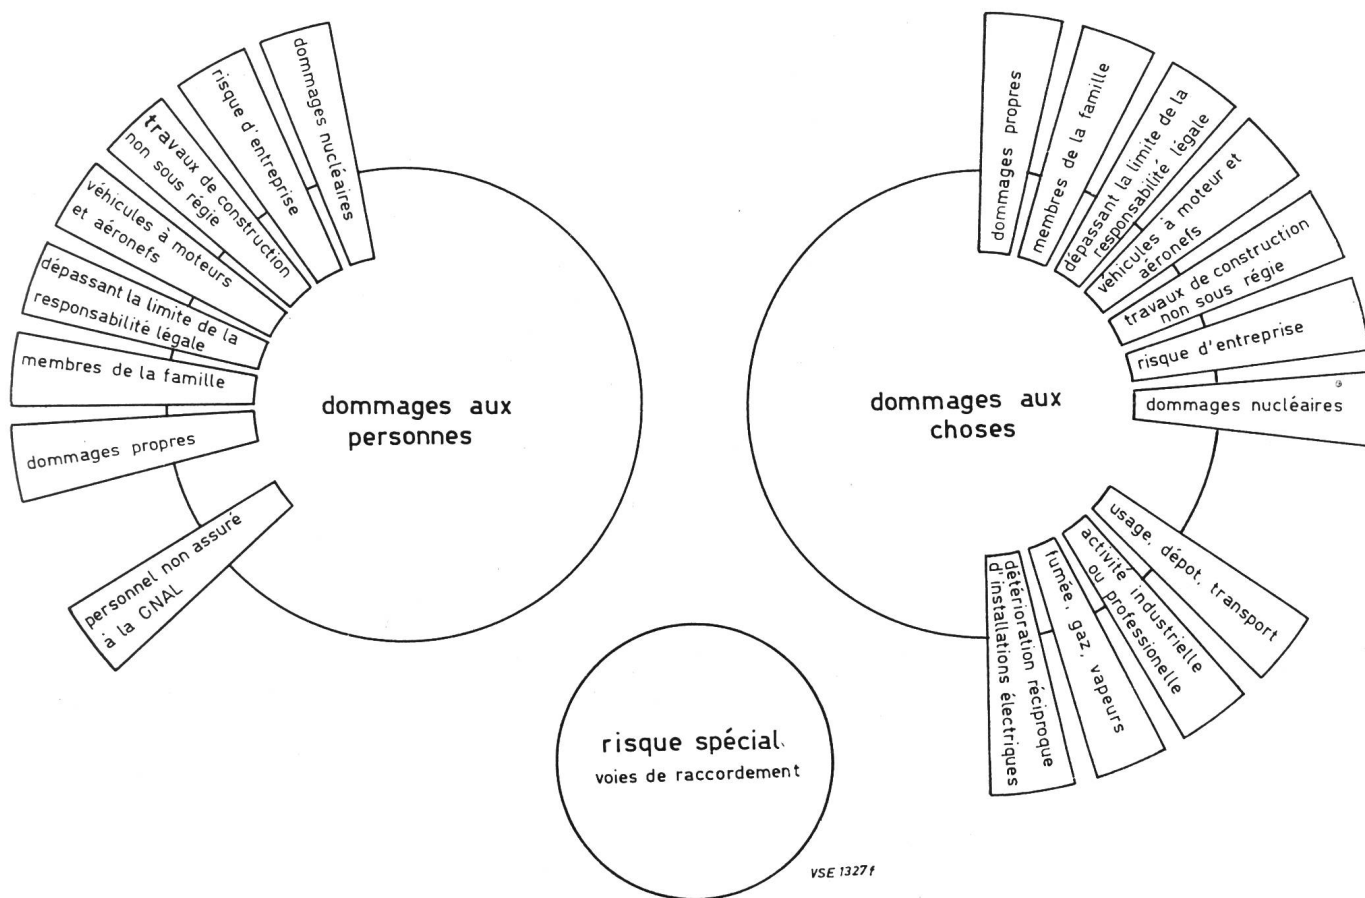 dommages nucléaires
risque d'entreprise
travaux de construction
non sous régie
véhicules à moteurs
et aéronefs
dépassant la limite de la
responsabilité légale
membres de la famille
dommages propres
personnel non assuré
à la CNAL
dommages aux
personnes
dommages propres
membres de la famille
dépassant la limite de la
responsabilité légale
véhicules à moteur et
aéronefs
travaux de construction
non sous régie
risque d'entreprise
dommages nucléaires
usage, dépot, transport
activité industrielle
ou professionelle
fumée, gaz, vapeurs
détérioration réciproque
d'installations électriques
dommages aux
choses
risque spécial
voies de raccordement
VSE 1327f